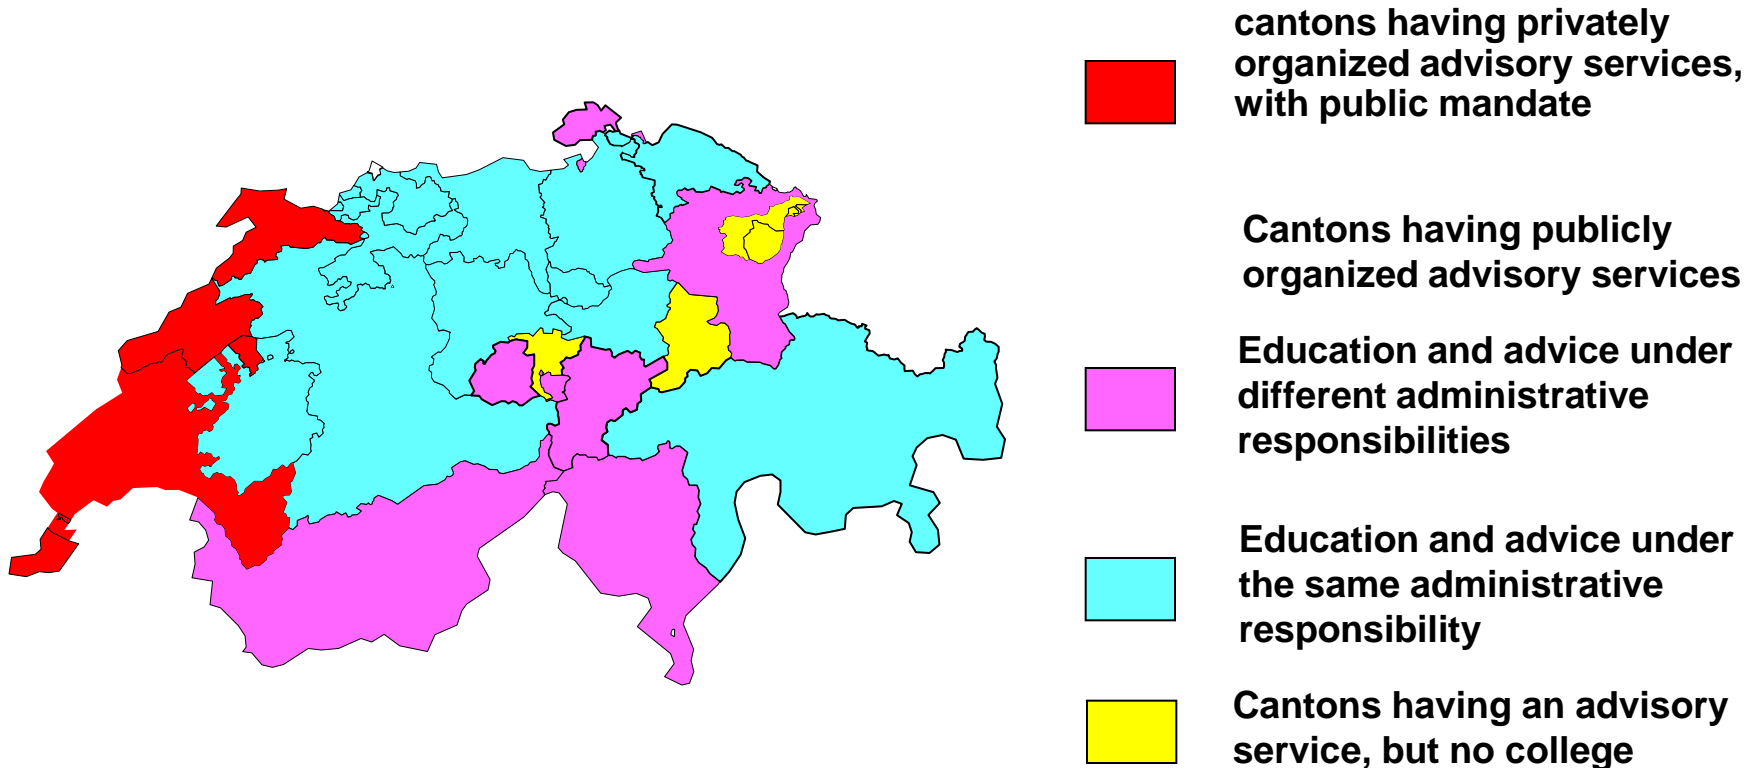 cantons having privately
organized advisory services,
with public mandate
Cantons having publicly
organized advisory services
Education and advice under
different administrative
responsibilities
Education and advice under
the same administrative
responsibility
Cantons having an advisory
service, but no college